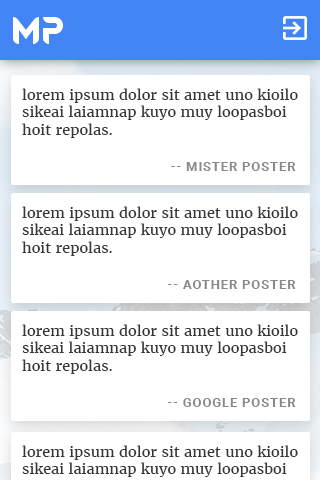 MP
lorem ipsum dolor sit amet uno kioilo
sikeai laiamnap kuyo muy loopasboi
hoit repolas.
-- MISTER POSTER
lorem ipsum dolor sit amet uno kioilo
sikeai laiamnap kuyo muy loopasboi
hoit repolas.
-- AOTHER POSTER
lorem ipsum dolor sit amet uno kioilo
sikeai laiamnap kuyo muy loopasboi
hoit repolas.
-- GOOGLE POSTER
lorem ipsum dolor sit amet uno kioilo
sikeai laiamnap kuyo muy loopasboi